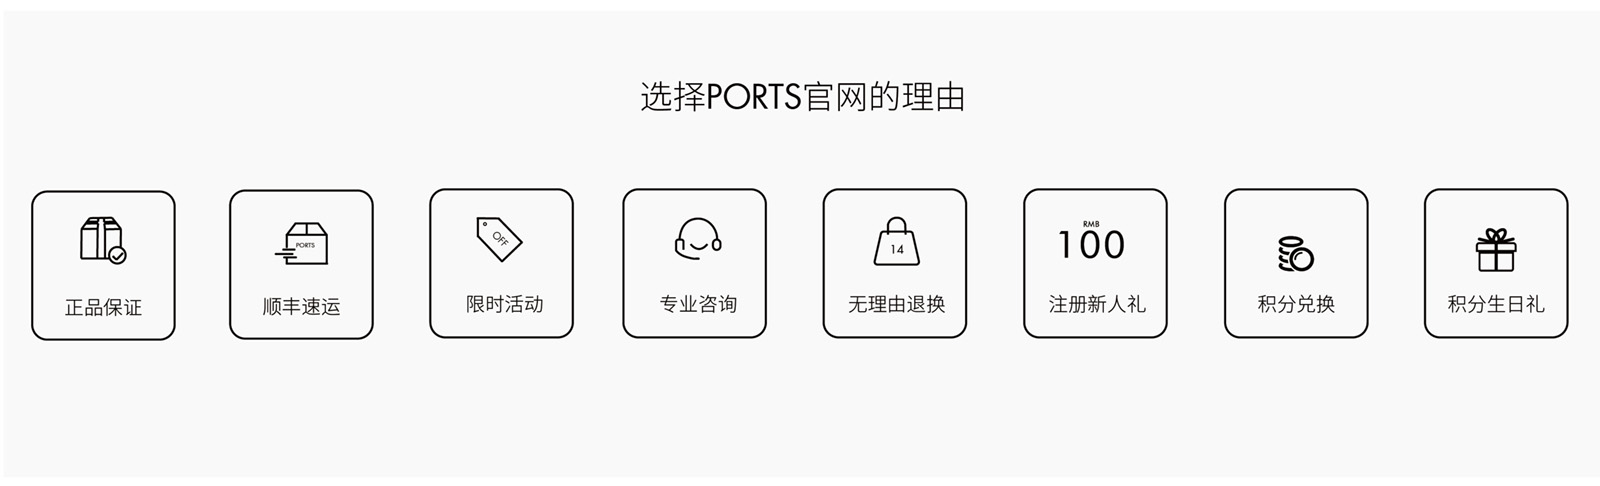 选择PORTS官网的理由
PORTS
OFF
14
RMB
100
正品保证
顺丰速运
限时活动
专业咨询
无理由退换
注册新人礼
积分兑换
积分生日礼